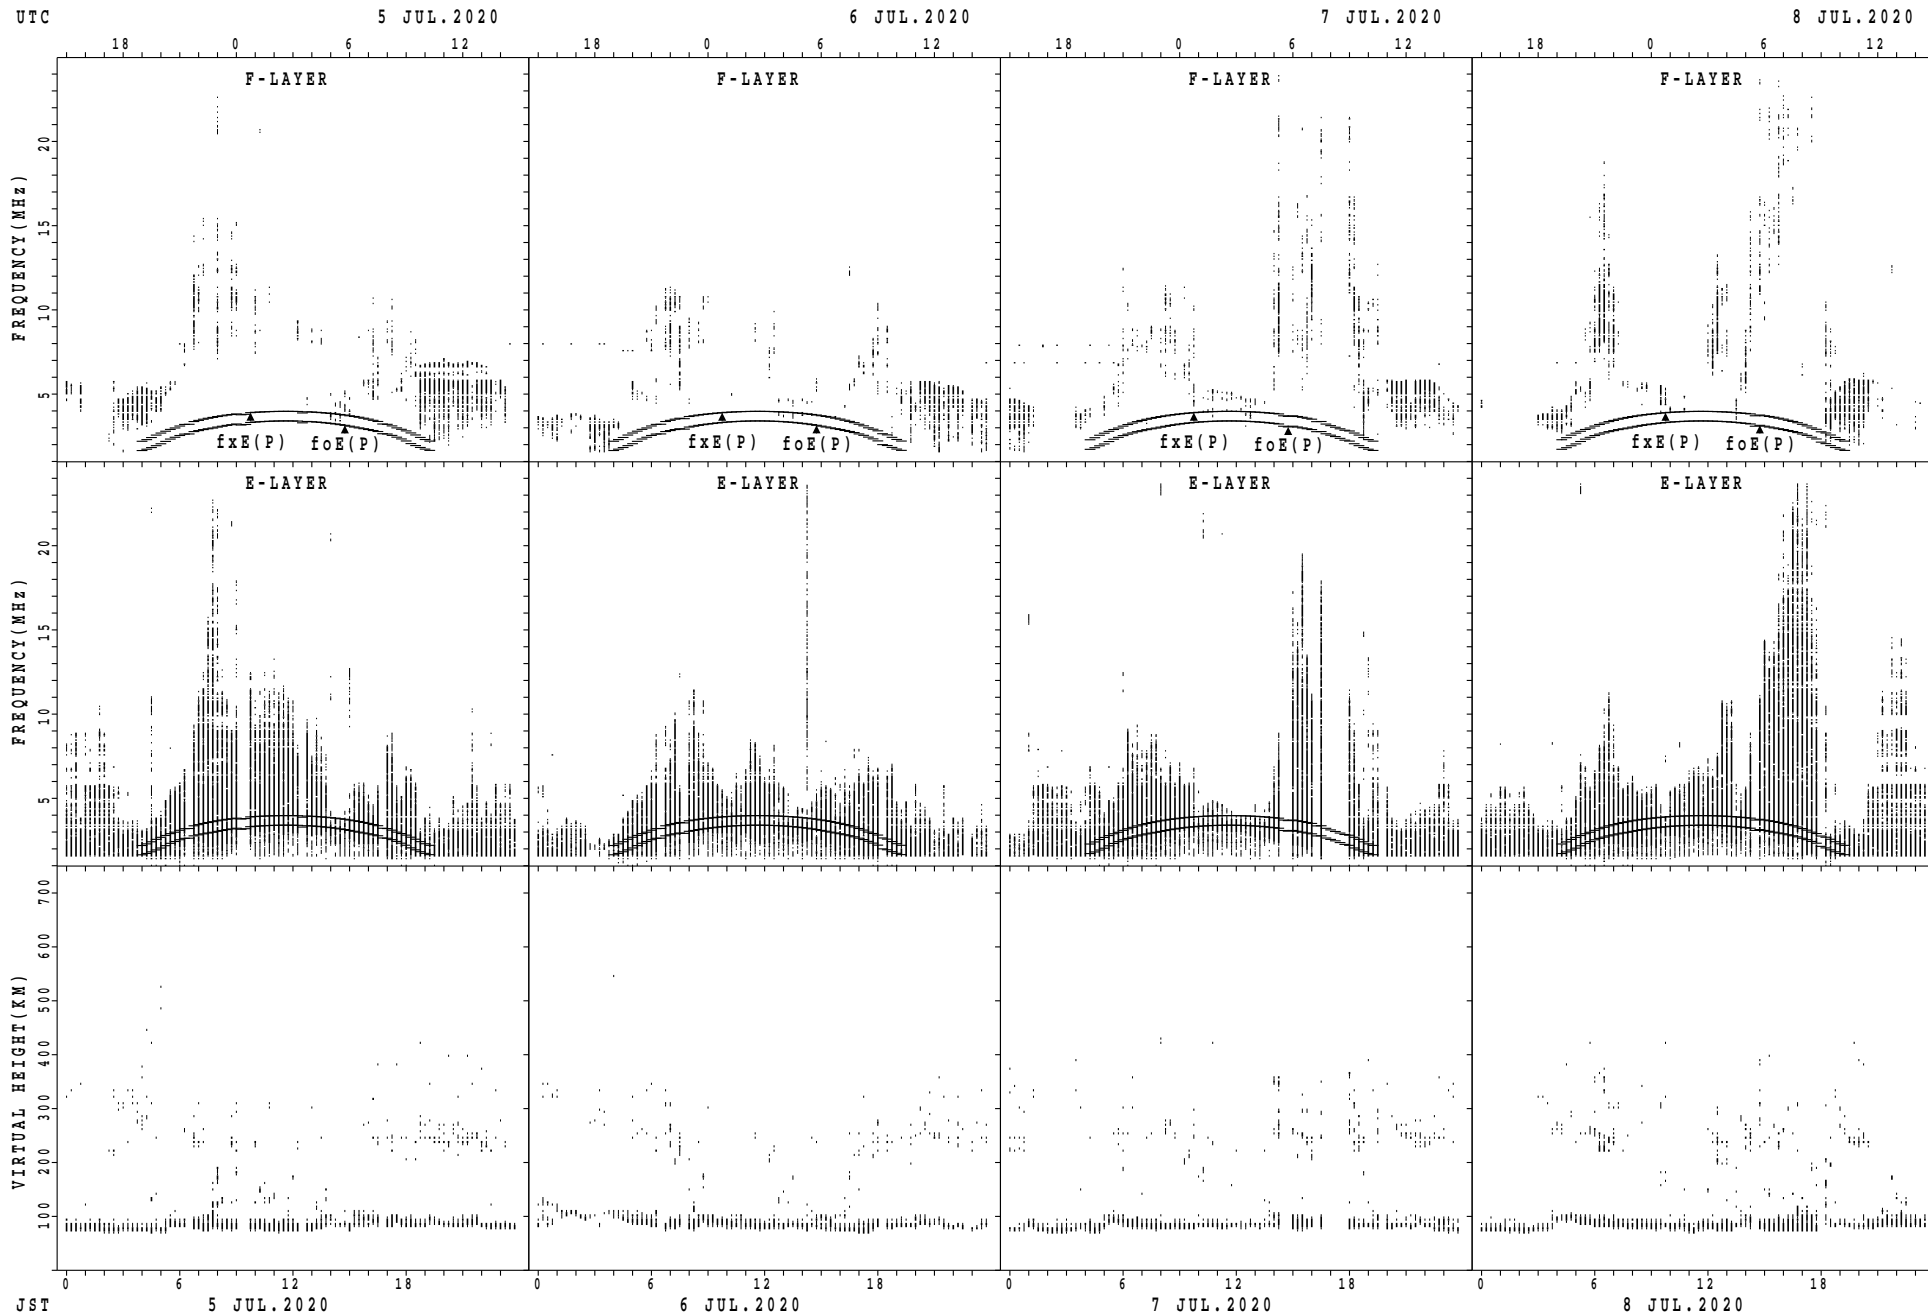 UTC 5 JUL.2020 6 JUL.2020 7 JUL.2020 8 JUL.2020
18 0 6 12 18 0 6 12 18 0 6 12 18 0 6 12
F-LAYER F-LAYER F-LAYER F-LAYER
FREQUENCY(MHz)
20
15
10
5
fxE(P) foE(P) fxE(P) foE(P) fxE(P) foE(P) fxE(P) foE(P)
E-LAYER E-LAYER E-LAYER E-LAYER
FREQUENCY(MHz)
20
15
10
5
VIRTUAL HEIGHT(KM)
700
600
500
400
300
200
100
0 6 12 18 0 6 12 18 0 6 12 18 0 6 12 18
JST 5 JUL.2020 6 JUL.2020 7 JUL.2020 8 JUL.2020